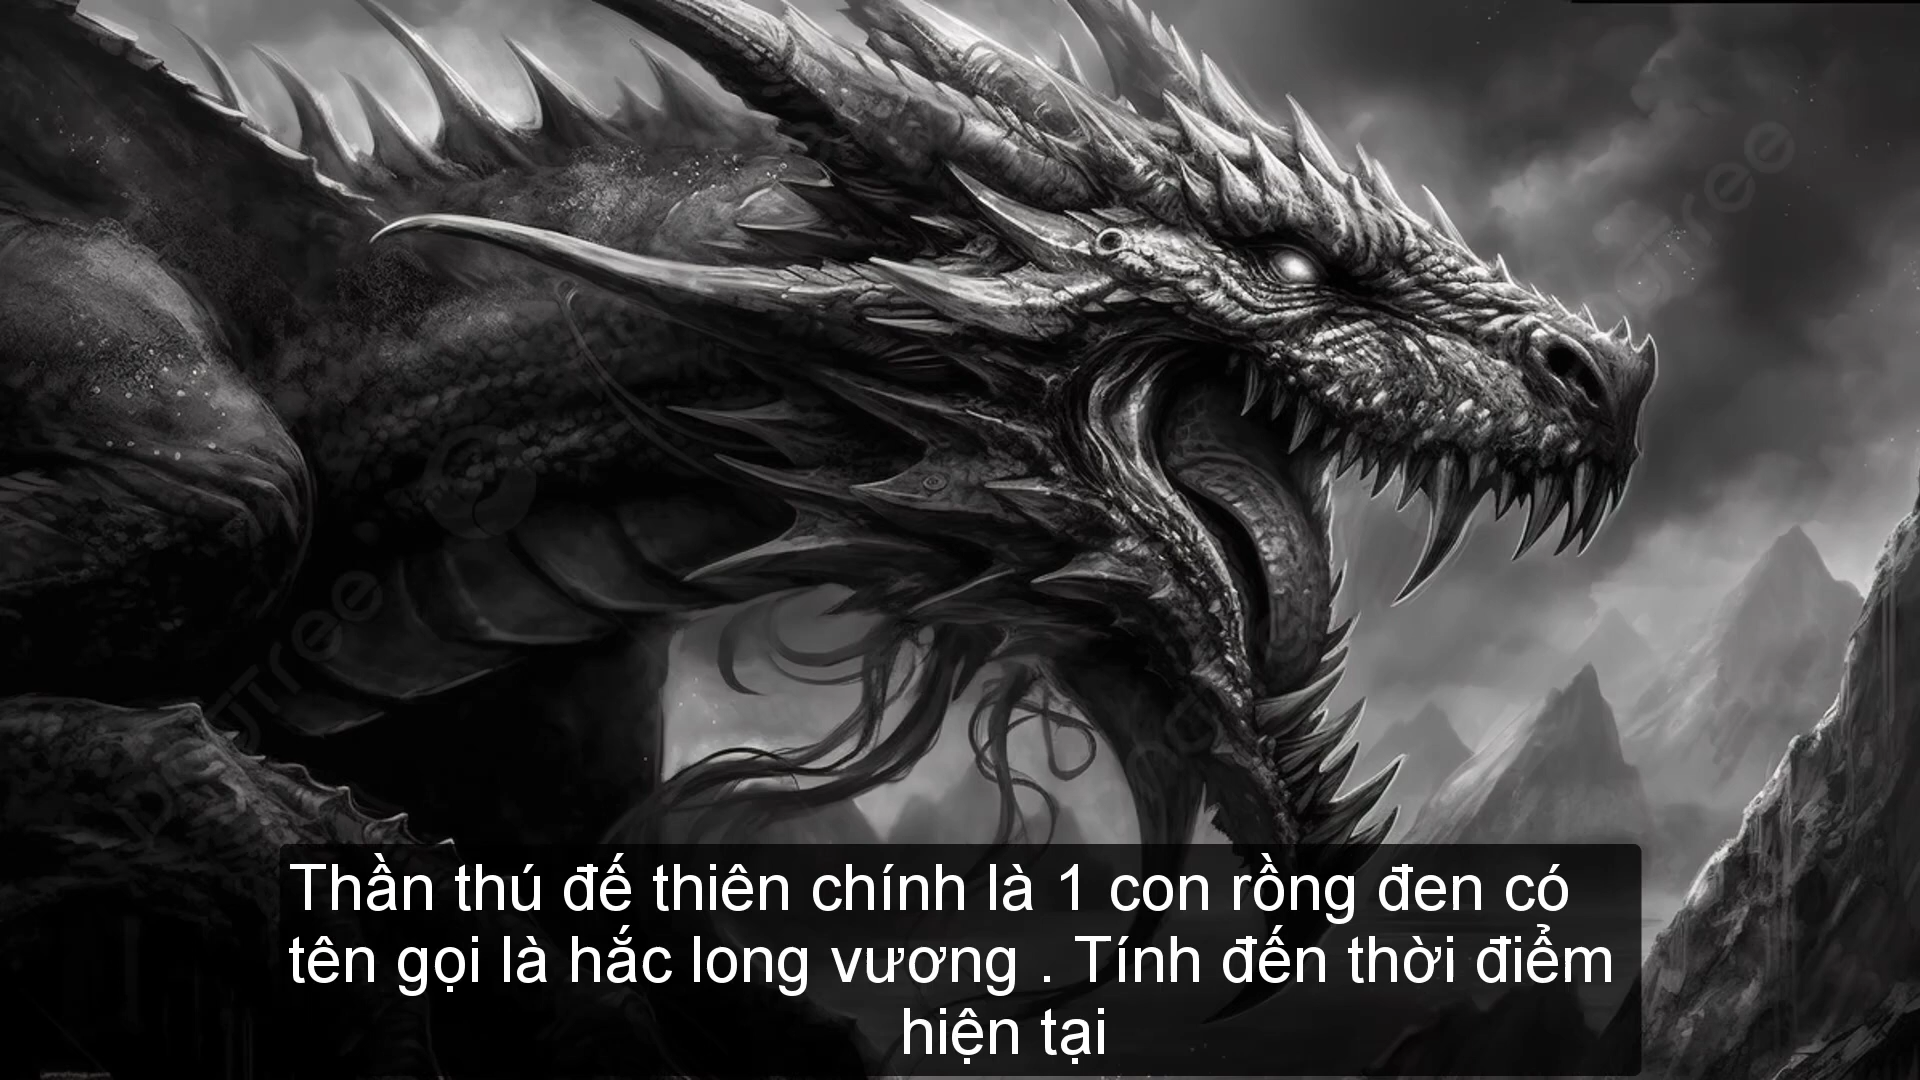 Thần thú đế thiên chính là 1 con rồng đen có
tên gọi là hắc long vương . Tính đến thời điểm
hiện tại